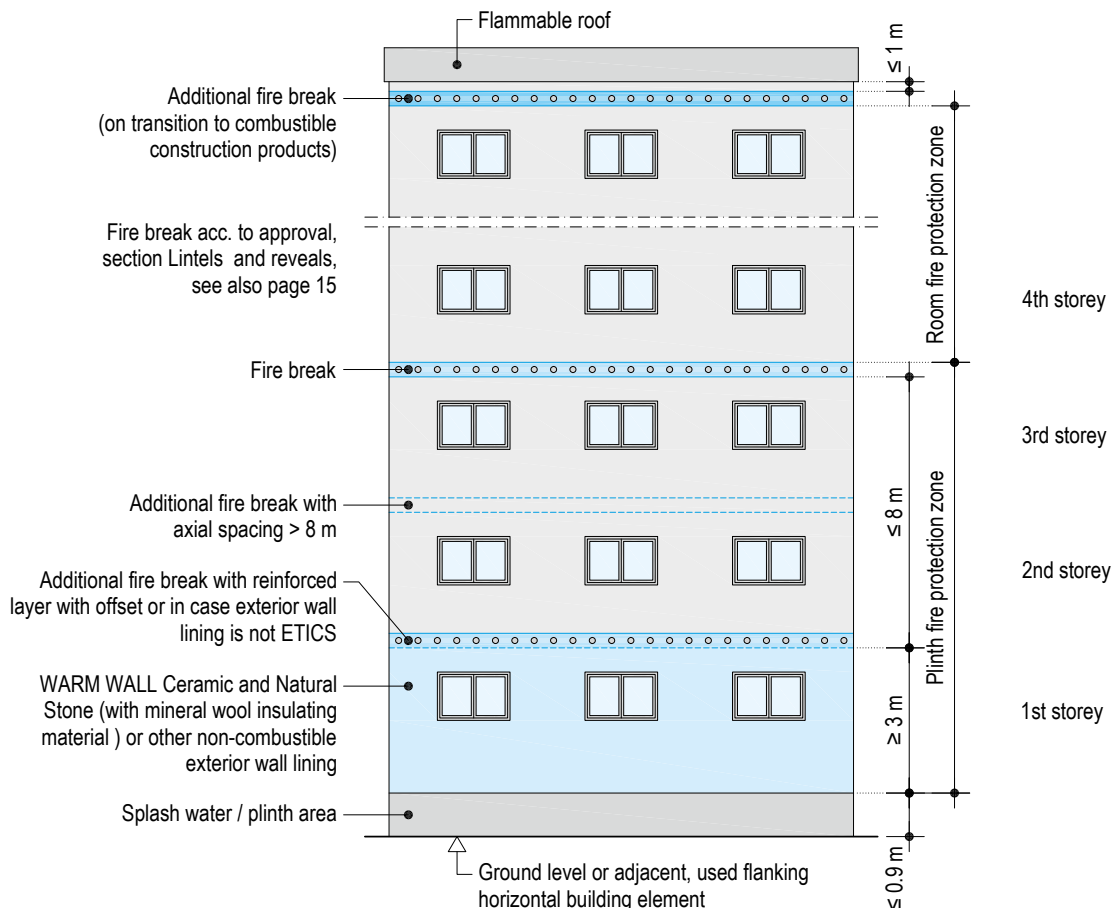 Flammable roof
≤ 1 m
Additional fire break
(on transition to combustible
construction products)
Fire break acc. to approval,
section Lintels and reveals,
see also page 15
Room fire protection zone
4th storey
Fire break
3rd storey
Additional fire break with
axial spacing > 8 m
≤ 8 m
Plinth fire protection zone
2nd storey
Additional fire break with reinforced
layer with offset or in case exterior wall
lining is not ETICS
WARM WALL Ceramic and Natural
Stone (with mineral wool insulating
material ) or other non-combustible
exterior wall lining
≥ 3 m
1st storey
Splash water / plinth area
Ground level or adjacent, used flanking
horizontal building element
≤ 0.9 m